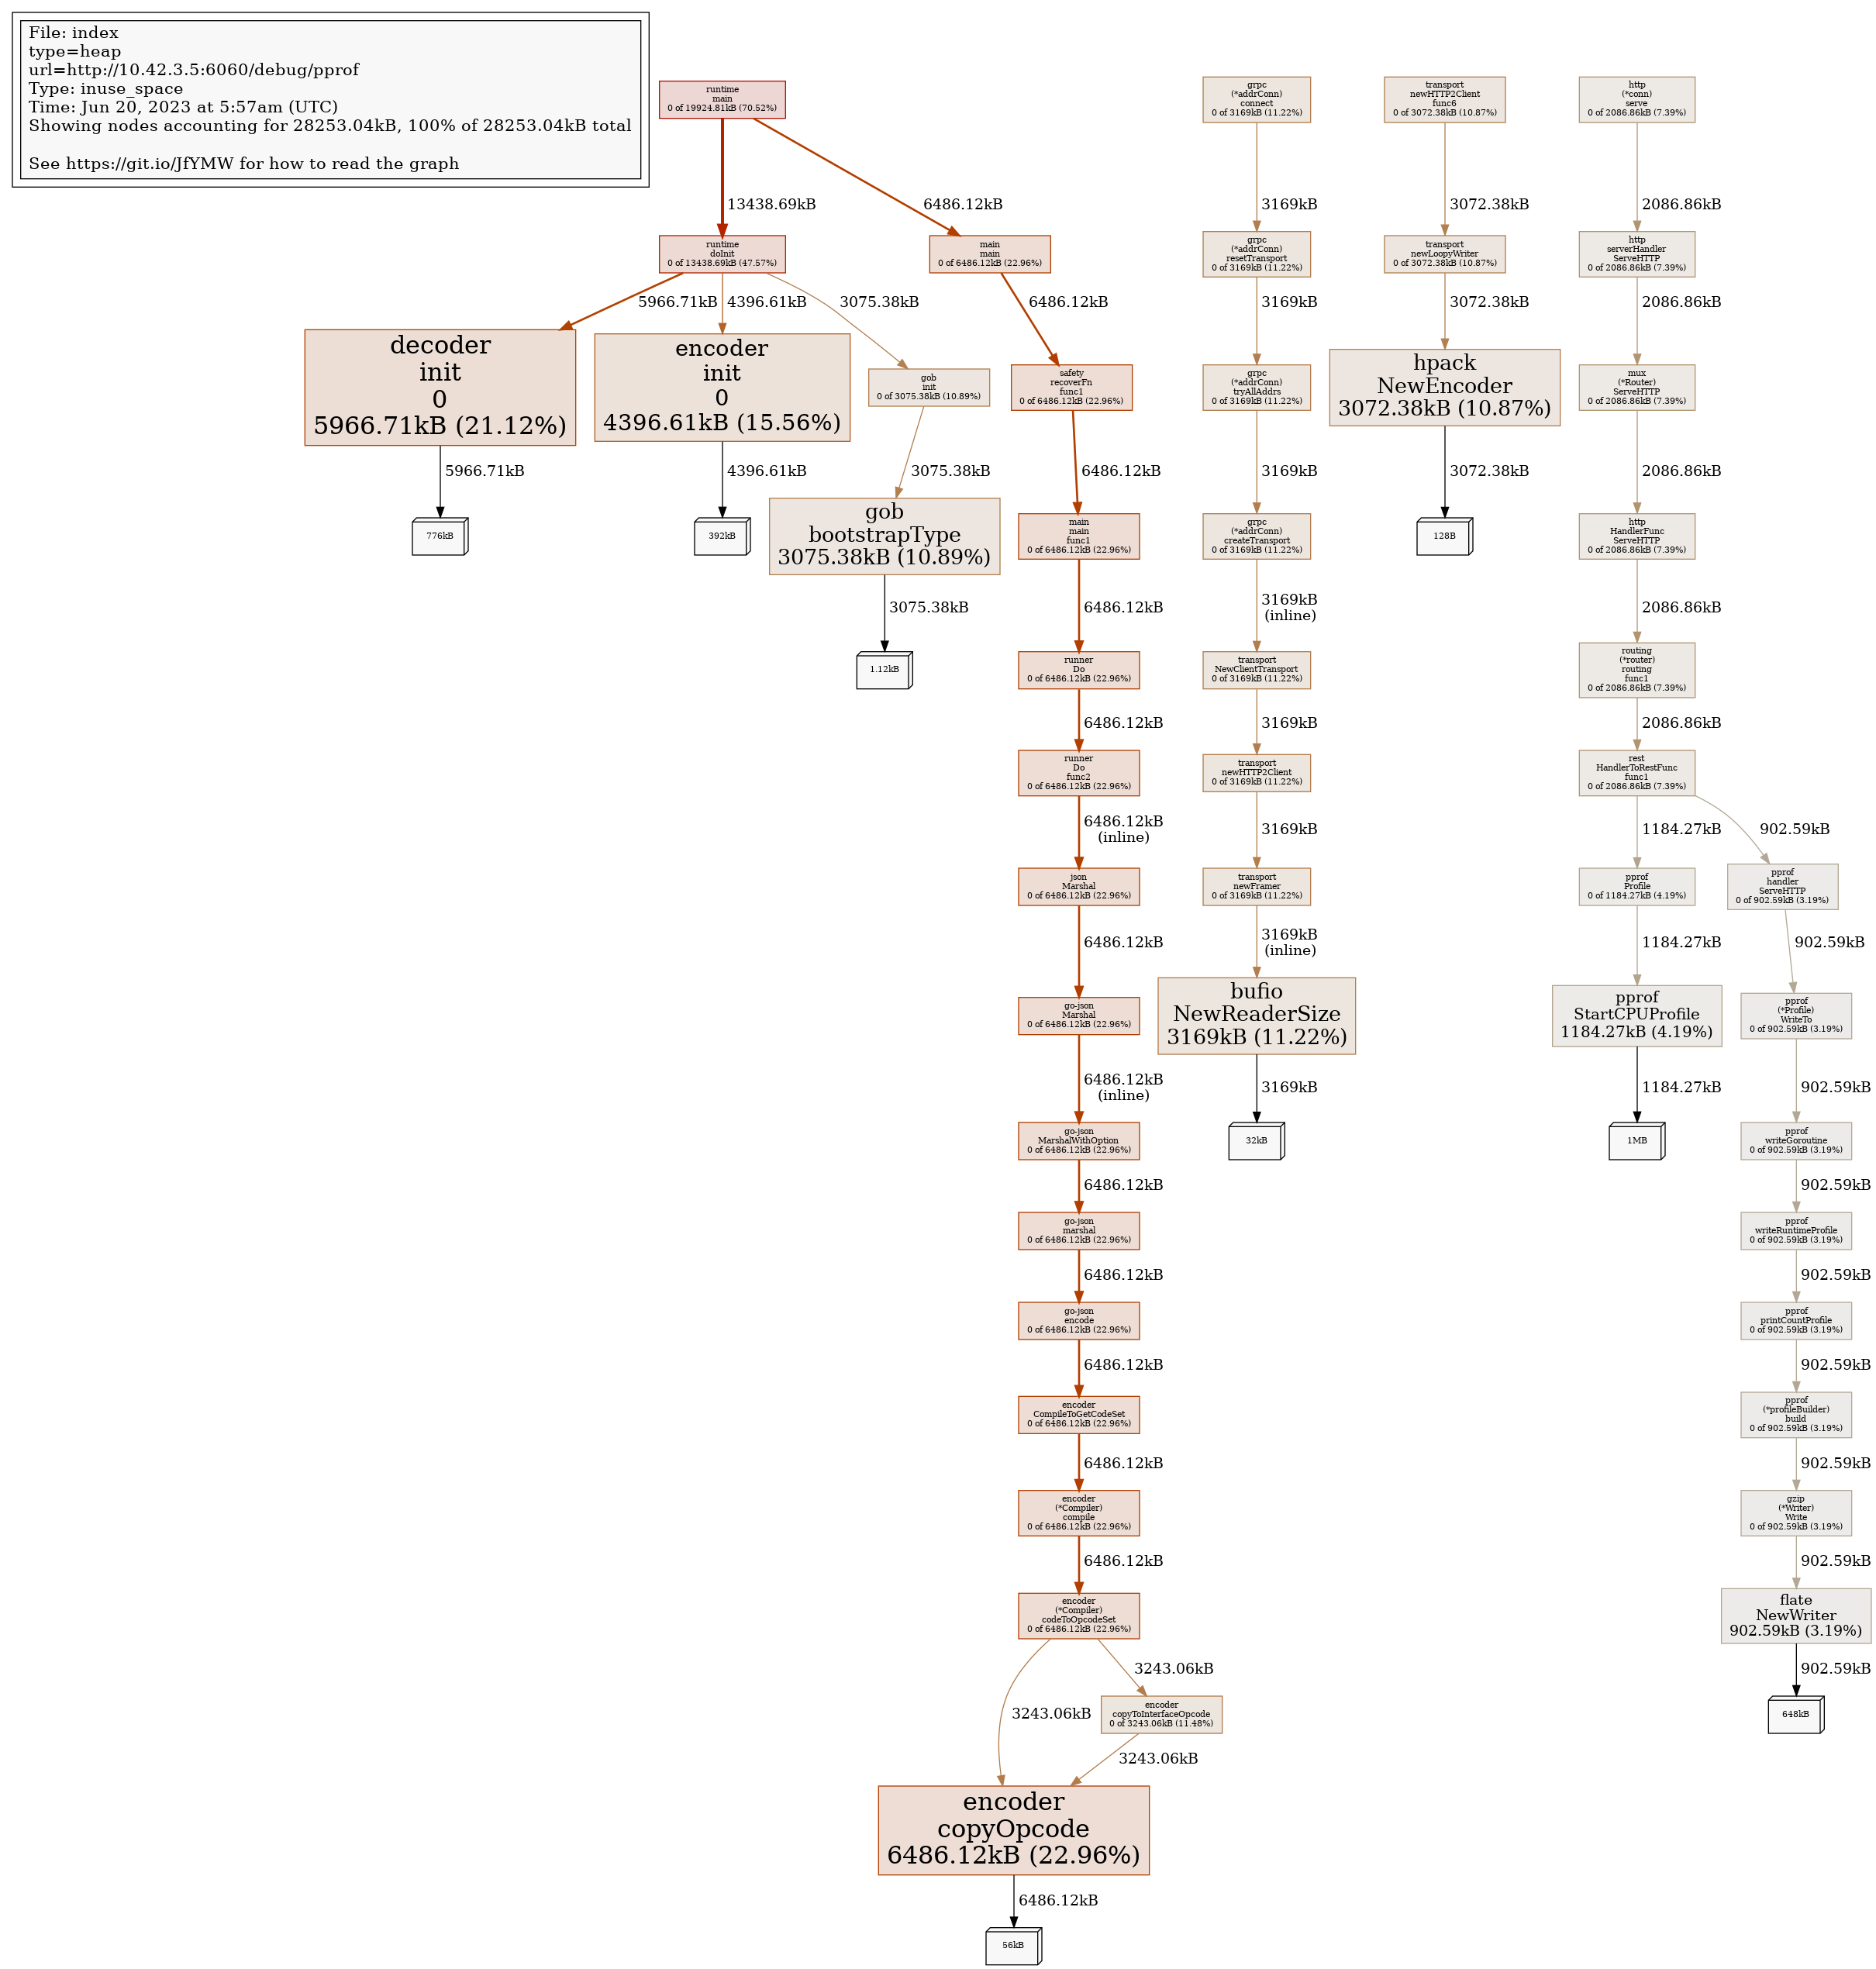 File: index
type=heap
url=http://10.42.3.5:6060/debug/pprof
Type: inuse_space
Time: Jun 20, 2023 at 5:57am (UTC)
Showing nodes accounting for 28253.04kB, 100% of 28253.04kB total
See https://git.io/JfYMW for how to read the graph
runtime
main
0 of 19924.81kB (70.52%)
13438.69kB
6486.12kB
runtime
doInit
0 of 13438.69kB (47.57%)
5966.71kB
4396.61kB
3075.38kB
decoder
init
0
5966.71kB (21.12%)
5966.71kB
776kB
encoder
init
0
4396.61kB (15.56%)
4396.61kB
392kB
gob
init
0 of 3075.38kB (10.89%)
3075.38kB
gob
bootstrapType
3075.38kB (10.89%)
3075.38kB
1.12kB
main
main
0 of 6486.12kB (22.96%)
6486.12kB
safety
recoverFn
func1
0 of 6486.12kB (22.96%)
6486.12kB
main
main
func1
0 of 6486.12kB (22.96%)
6486.12kB
runner
Do
0 of 6486.12kB (22.96%)
6486.12kB
runner
Do
func2
0 of 6486.12kB (22.96%)
6486.12kB
(inline)
json
Marshal
0 of 6486.12kB (22.96%)
6486.12kB
go-json
Marshal
0 of 6486.12kB (22.96%)
6486.12kB
(inline)
go-json
MarshalWithOption
0 of 6486.12kB (22.96%)
6486.12kB
go-json
marshal
0 of 6486.12kB (22.96%)
6486.12kB
go-json
encode
0 of 6486.12kB (22.96%)
6486.12kB
encoder
CompileToGetCodeSet
0 of 6486.12kB (22.96%)
6486.12kB
encoder
(*Compiler)
compile
0 of 6486.12kB (22.96%)
6486.12kB
encoder
(*Compiler)
codeToOpcodeSet
0 of 6486.12kB (22.96%)
3243.06kB
3243.06kB
encoder
copyToInterfaceOpcode
0 of 3243.06kB (11.48%)
3243.06kB
encoder
copyOpcode
6486.12kB (22.96%)
6486.12kB
56kB
grpc
(*addrConn)
connect
0 of 3169kB (11.22%)
3169kB
grpc
(*addrConn)
resetTransport
0 of 3169kB (11.22%)
3169kB
grpc
(*addrConn)
tryAllAddrs
0 of 3169kB (11.22%)
3169kB
grpc
(*addrConn)
createTransport
0 of 3169kB (11.22%)
3169kB
(inline)
transport
NewClientTransport
0 of 3169kB (11.22%)
3169kB
transport
newHTTP2Client
0 of 3169kB (11.22%)
3169kB
transport
newFramer
0 of 3169kB (11.22%)
3169kB
(inline)
bufio
NewReaderSize
3169kB (11.22%)
3169kB
32kB
transport
newHTTP2Client
func6
0 of 3072.38kB (10.87%)
3072.38kB
transport
newLoopyWriter
0 of 3072.38kB (10.87%)
3072.38kB
hpack
NewEncoder
3072.38kB (10.87%)
3072.38kB
128B
http
(*conn)
serve
0 of 2086.86kB (7.39%)
2086.86kB
http
serverHandler
ServeHTTP
0 of 2086.86kB (7.39%)
2086.86kB
mux
(*Router)
ServeHTTP
0 of 2086.86kB (7.39%)
2086.86kB
http
HandlerFunc
ServeHTTP
0 of 2086.86kB (7.39%)
2086.86kB
routing
(*router)
routing
func1
0 of 2086.86kB (7.39%)
2086.86kB
rest
HandlerToRestFunc
func1
0 of 2086.86kB (7.39%)
1184.27kB
902.59kB
pprof
Profile
0 of 1184.27kB (4.19%)
1184.27kB
pprof
StartCPUProfile
1184.27kB (4.19%)
1184.27kB
1MB
pprof
handler
ServeHTTP
0 of 902.59kB (3.19%)
902.59kB
pprof
(*Profile)
WriteTo
0 of 902.59kB (3.19%)
902.59kB
pprof
writeGoroutine
0 of 902.59kB (3.19%)
902.59kB
pprof
writeRuntimeProfile
0 of 902.59kB (3.19%)
902.59kB
pprof
printCountProfile
0 of 902.59kB (3.19%)
902.59kB
pprof
(*profileBuilder)
build
0 of 902.59kB (3.19%)
902.59kB
gzip
(*Writer)
Write
0 of 902.59kB (3.19%)
902.59kB
flate
NewWriter
902.59kB (3.19%)
902.59kB
648kB